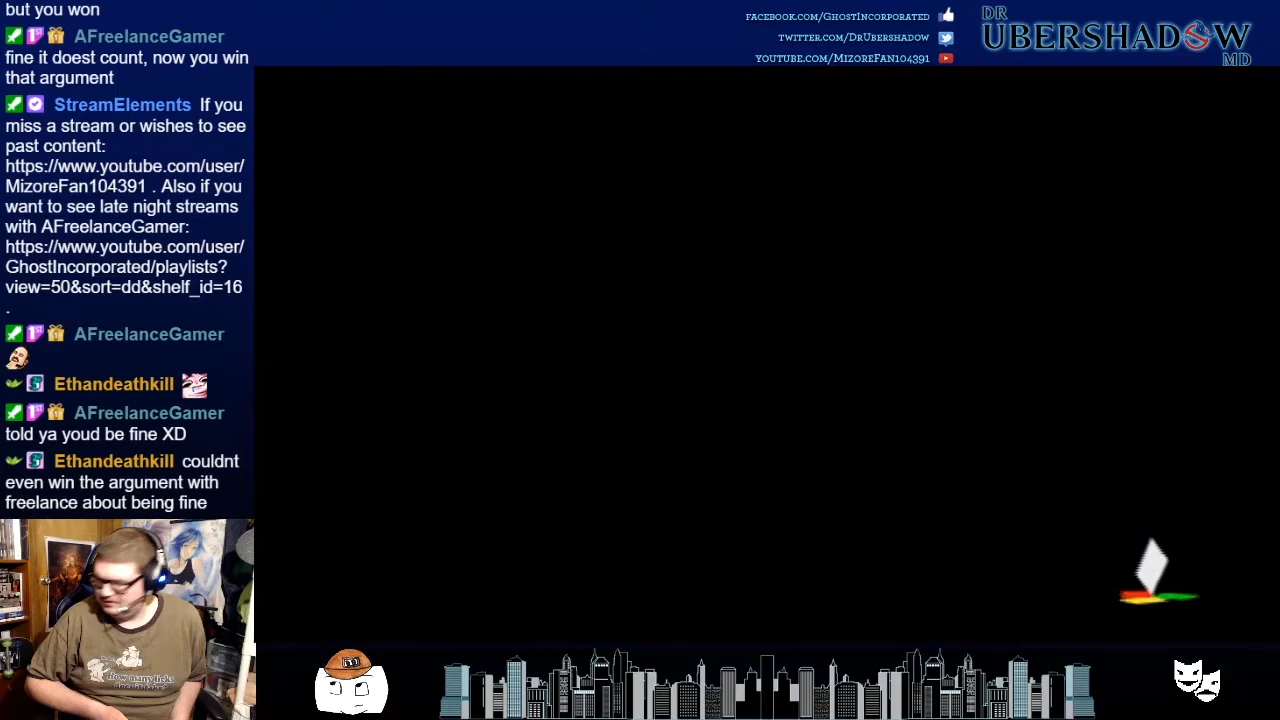 but you won
AFreelanceGamer
fine it doest count, now you win
that argument
StreamElements If you
miss a stream or wishes to see
past content:
https://www.youtube.com/user/
MizoreFan104391 . Also if you
want to see late night streams
with AFreelanceGamer:
https://www.youtube.com/user/
GhostIncorporated/playlists?
view=50&sort=dd&shelf_id=16
.
AFreelanceGamer
Ethandeathkill
AFreelanceGamer
told ya youd be fine XD
Ethandeathkill couldnt
even win the argument with
freelance about being fine
facebook.com/GhostIncorporated
twitter.com/DrUbershadow
youtube.com/MizoreFan104391
DR
UBERSHADOW
MD
How many licks